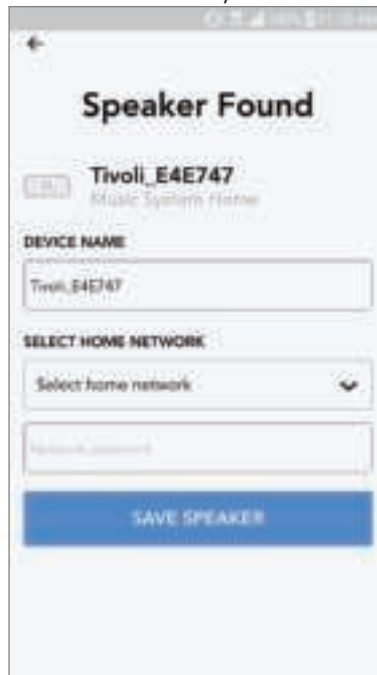 Speaker Found
Tivoli_E4E747
Music System Home
DEVICE NAME
Tivoli_E4E747
SELECT HOME NETWORK
Select home network
Network password
SAVE SPEAKER